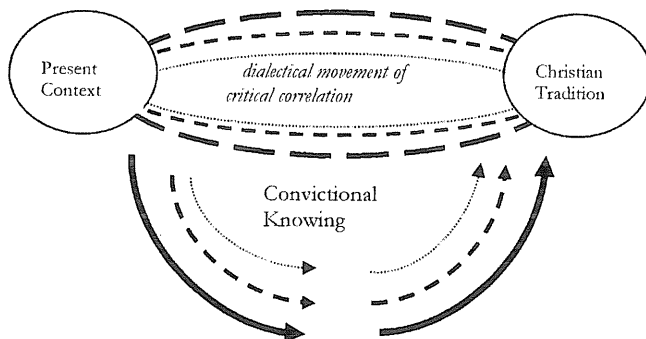 Present
Context
dialectical movement of
critical correlation
Christian
Tradition
Convictional
Knowing